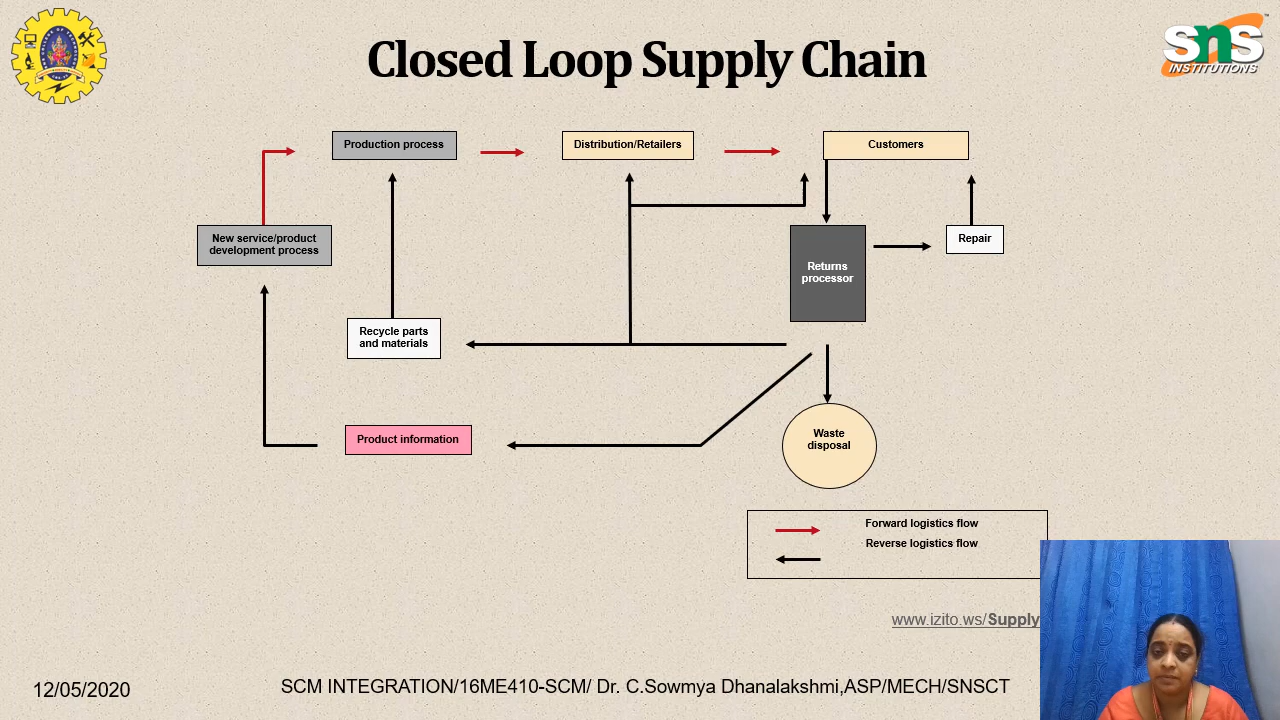 Closed Loop Supply Chain
sns
INSTITUTIONS
Production process
Distribution/Retailers
Customers
New service/product
development process
Returns
processor
Repair
Recycle parts
and materials
Product information
Waste
disposal
Forward logistics flow
Reverse logistics flow
www.izito.ws/Supply
12/05/2020
SCM INTEGRATION/16ME410-SCM/ Dr. C.Sowmya Dhanalakshmi,ASP/MECH/SNSCT